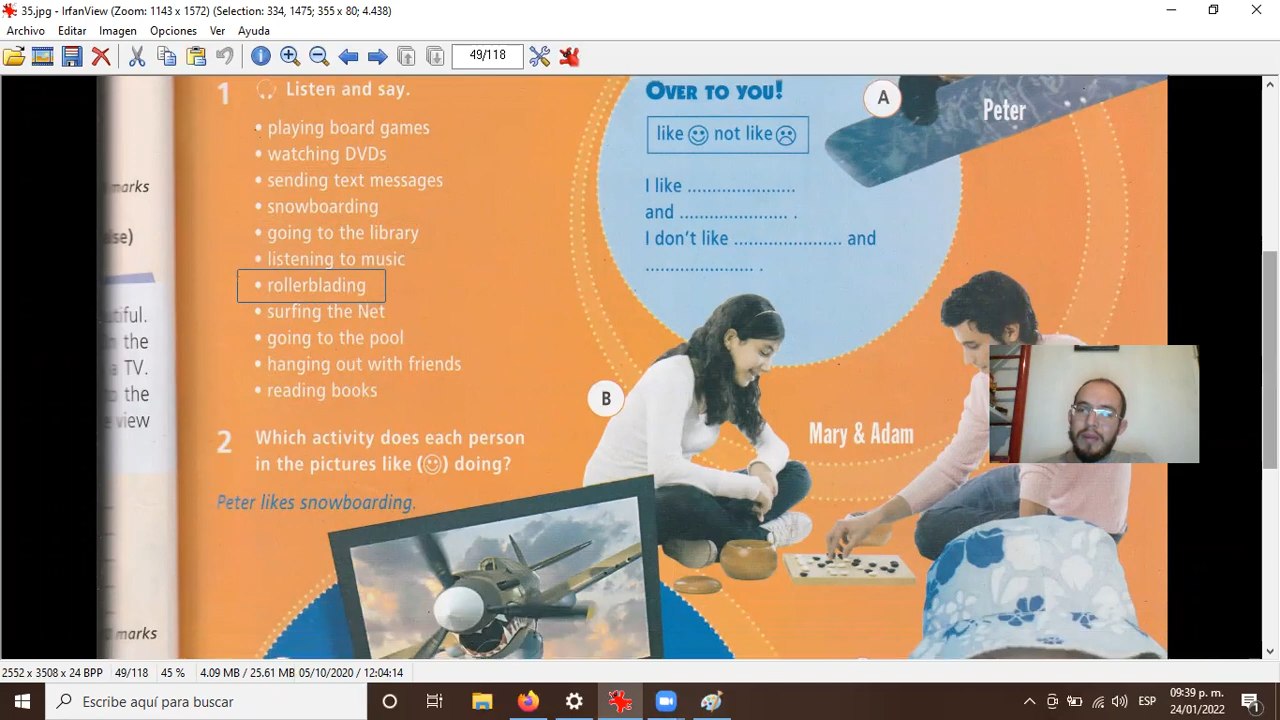 35.jpg - IrfanView (Zoom: 1143 x 1572) (Selection: 334, 1475; 355 x 80; 4.438)
Archivo Editar Imagen Opciones Ver Ayuda
49/118
marks
se)
utiful.
n the
a TV.
to the
e view
marks
1 Listen and say.
• playing board games
• watching DVDs
• sending text messages
• snowboarding
• going to the library
• listening to music
• rollerblading
• surfing the Net
• going to the pool
• hanging out with friends
• reading books
2 Which activity does each person
in the pictures like ( ) doing?
Peter likes snowboarding.
OVER TO YOU!
like not like
I like ......................
and ...................... .
I don't like ...................... and
...................... .
A
Peter
B
Mary & Adam
2552 x 3508 x 24 BPP 49/118 45 % 4.09 MB / 25.61 MB 05/10/2020 / 12:04:14
Escribe aquí para buscar
ESP
09:39 p. m.
24/01/2022
1